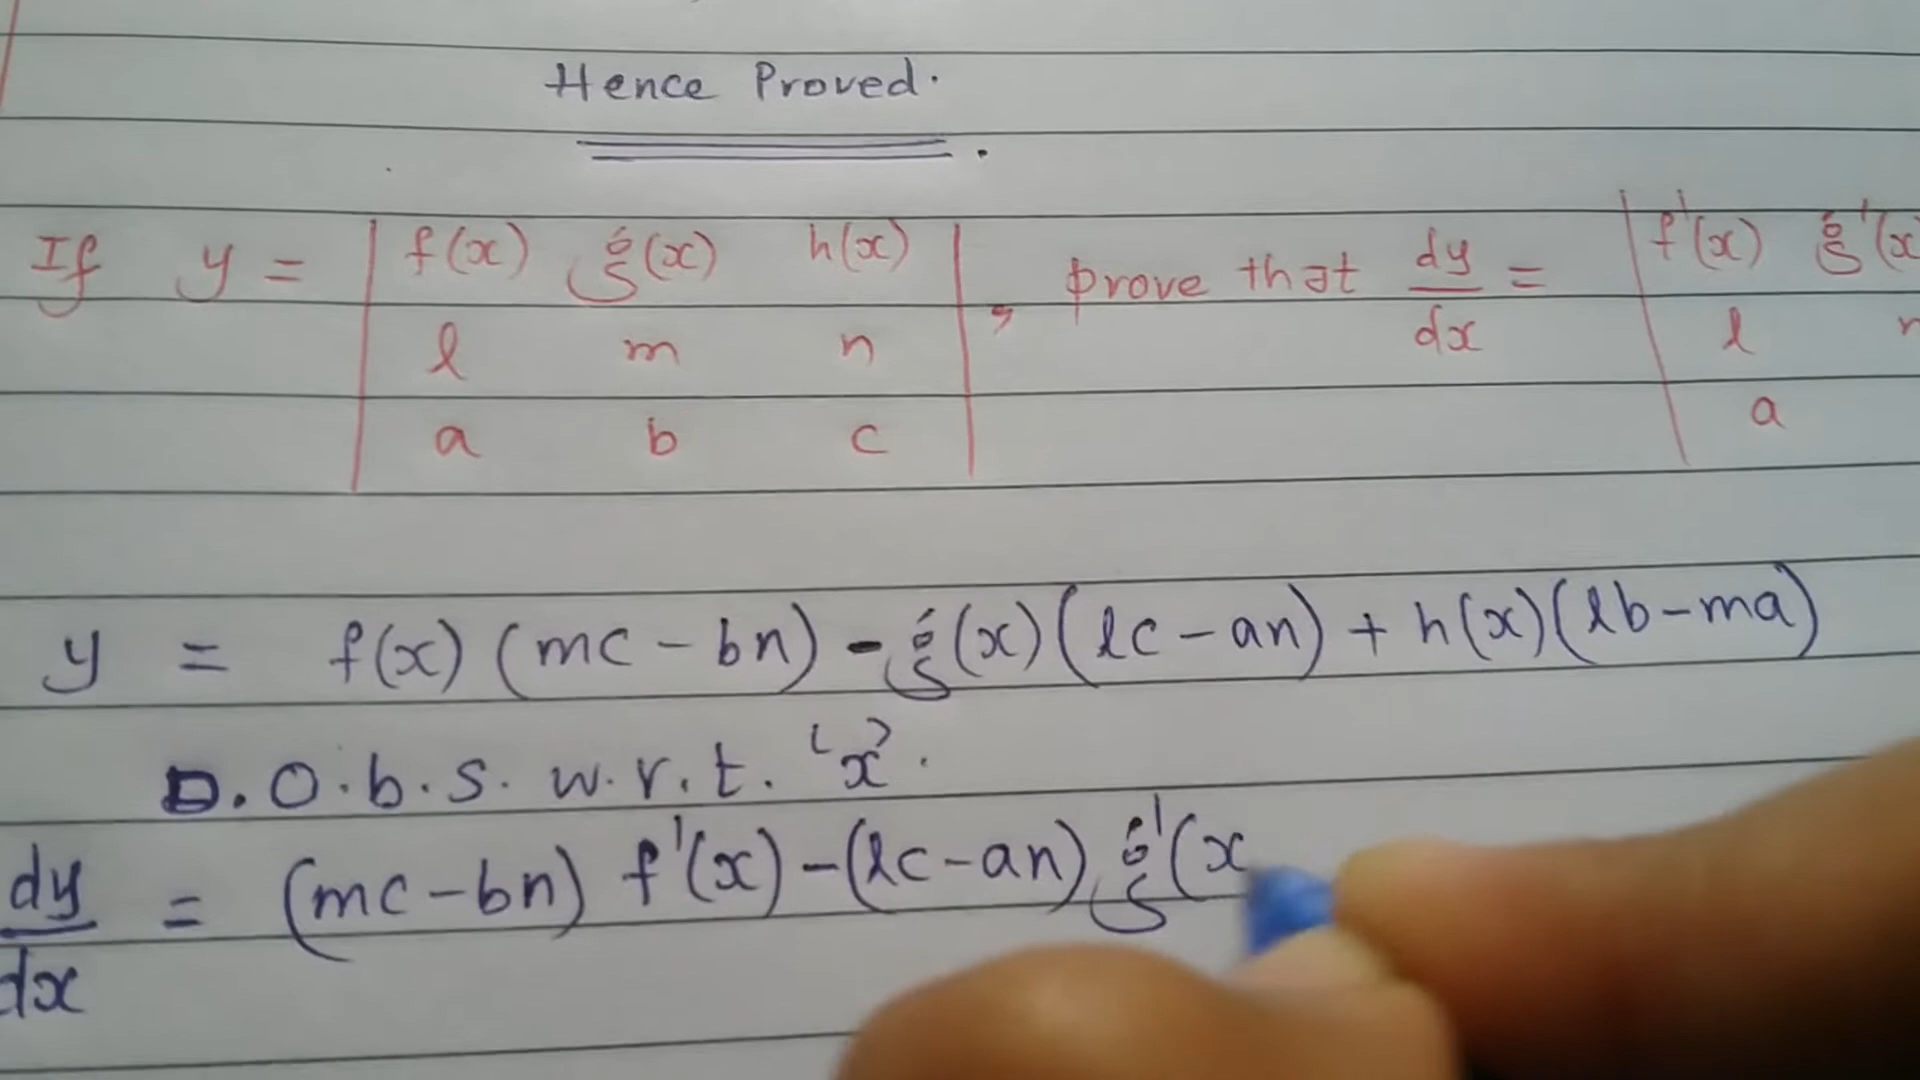 Hence Proved.
If y = | f(x) g(x) h(x) | , prove that dy/dx = | f'(x) g'(x
l m n l
a b c a
y = f(x) (mc - bn) - g(x) (lc - an) + h(x) (lb - ma)
D.O.b.s. w.r.t. 'x'.
dy/dx = (mc - bn) f'(x) - (lc - an) g'(x